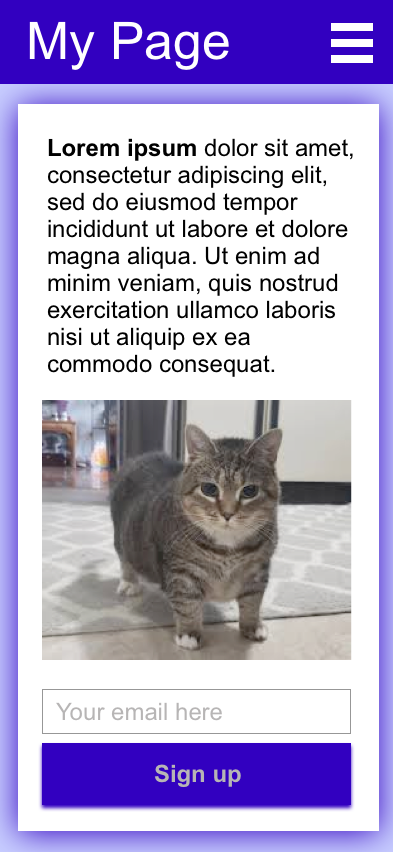 My Page
Lorem ipsum dolor sit amet,
consectetur adipiscing elit,
sed do eiusmod tempor
incididunt ut labore et dolore
magna aliqua. Ut enim ad
minim veniam, quis nostrud
exercitation ullamco laboris
nisi ut aliquip ex ea
commodo consequat.
Your email here
Sign up